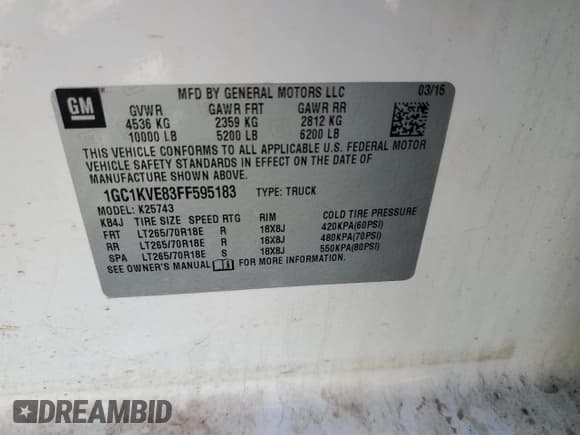 GM
MFD BY GENERAL MOTORS LLC 03/15
GVWR GAWR FRT GAWR RR
4536 KG 2359 KG 2812 KG
10000 LB 5200 LB 6200 LB
THIS VEHICLE CONFORMS TO ALL APPLICABLE U.S. FEDERAL MOTOR
VEHICLE SAFETY STANDARDS IN EFFECT ON THE DATE OF
MANUFACTURE SHOWN ABOVE.
1GC1KVE83FF595183 TYPE: TRUCK
MODEL: K25743
KB4J TIRE SIZE SPEED RTG RIM COLD TIRE PRESSURE
FRT LT265/70R18E R 18X8J 420KPA(60PSI)
RR LT265/70R18E R 18X8J 480KPA(70PSI)
SPA LT265/70R18E S 18X8J 550KPA(80PSI)
SEE OWNER'S MANUAL FOR MORE INFORMATION.
DREAMBID